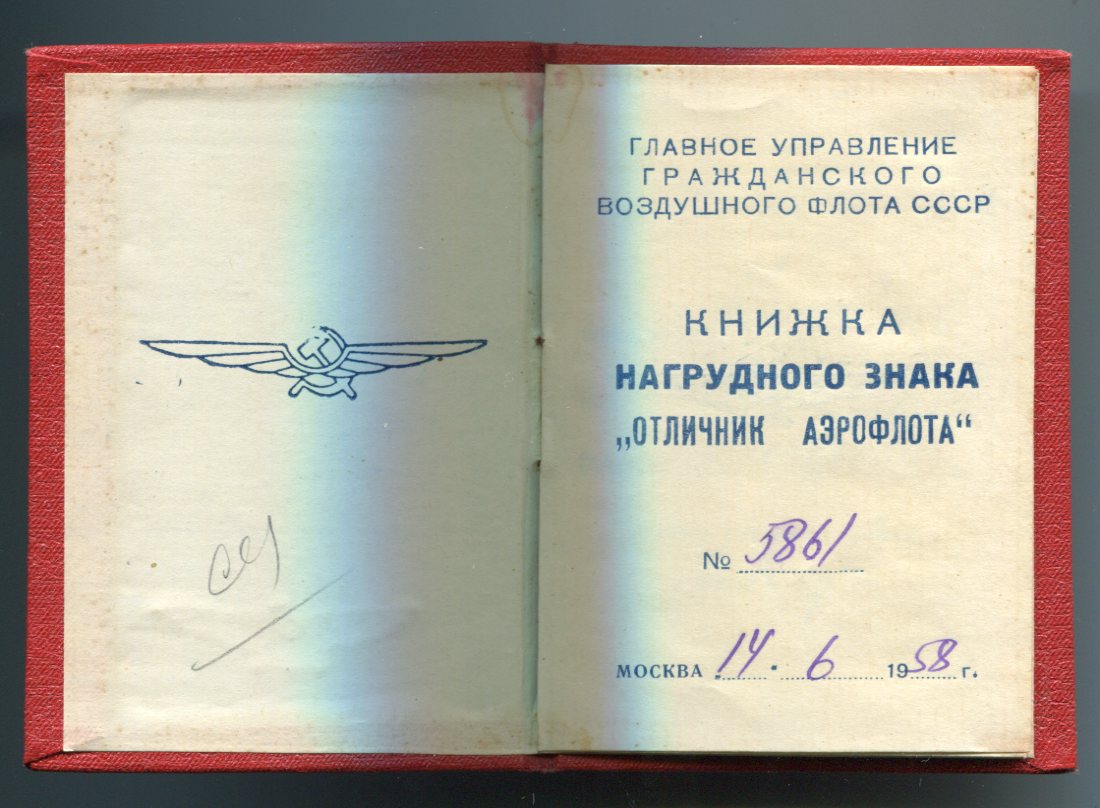 ГЛАВНОЕ УПРАВЛЕНИЕ
ГРАЖДАНСКОГО
ВОЗДУШНОГО ФЛОТА СССР
КНИЖКА
НАГРУДНОГО ЗНАКА
„ОТЛИЧНИК АЭРОФЛОТА“
№ 5861
МОСКВА 14. 6 1958 г.